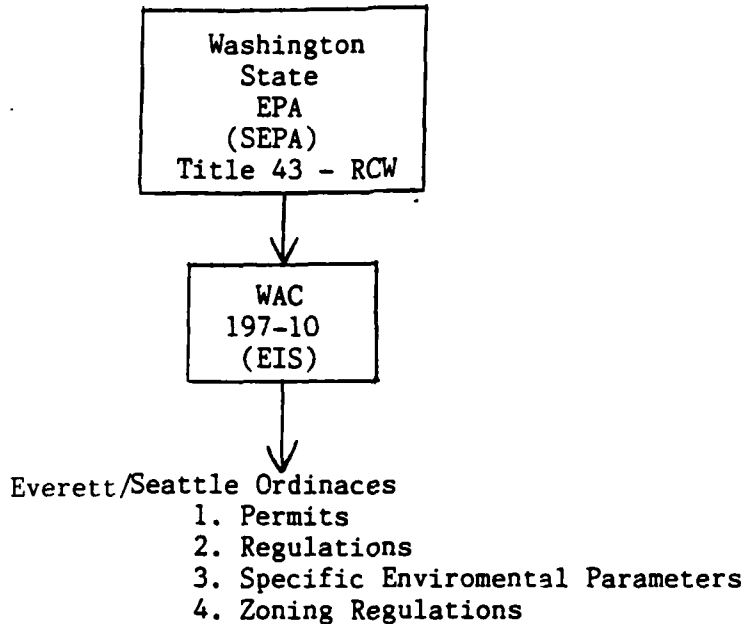 Washington
State
EPA
(SEPA)
Title 43 - RCW
WAC
197-10
(EIS)
Everett/Seattle Ordinaces
1. Permits
2. Regulations
3. Specific Enviromental Parameters
4. Zoning Regulations